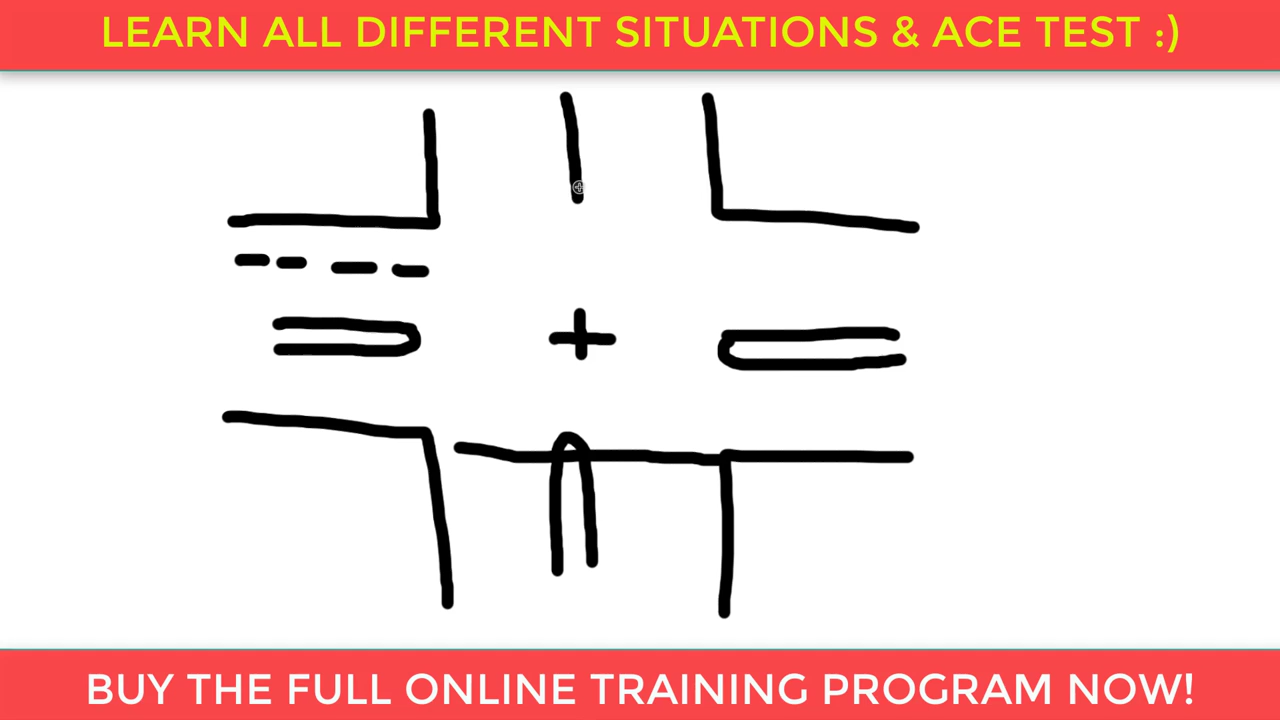 LEARN ALL DIFFERENT SITUATIONS & ACE TEST :)
BUY THE FULL ONLINE TRAINING PROGRAM NOW!